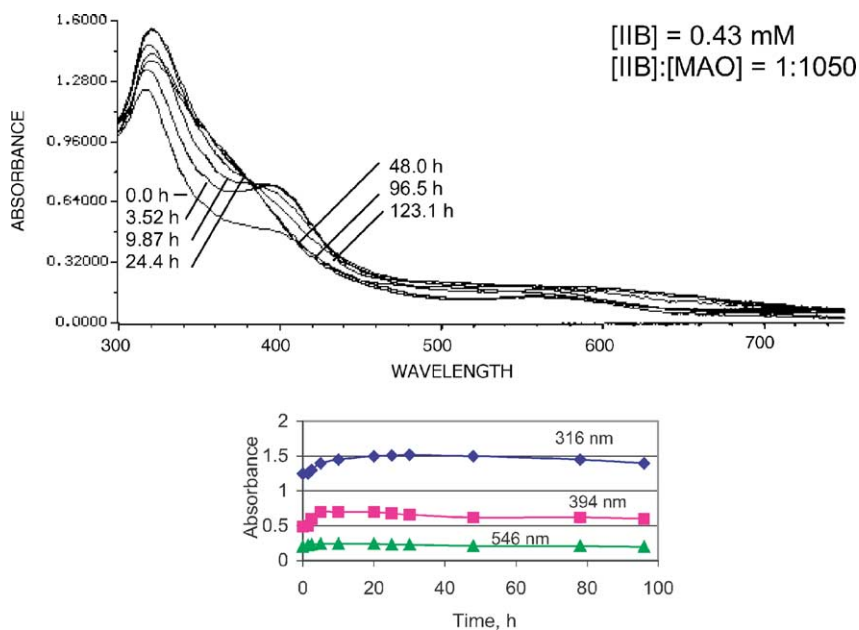 [IIB] = 0.43 mM
[IIB]:[MAO] = 1:1050
ABSORBANCE
1.6000
1.2800
0.96000
0.64000
0.32000
0.0000
0.0 h
3.52 h
9.87 h
24.4 h
48.0 h
96.5 h
123.1 h
300 400 500 600 700
WAVELENGTH
Absorbance
2
1.5
1
0.5
0
316 nm
394 nm
546 nm
0 20 40 60 80 100
Time, h